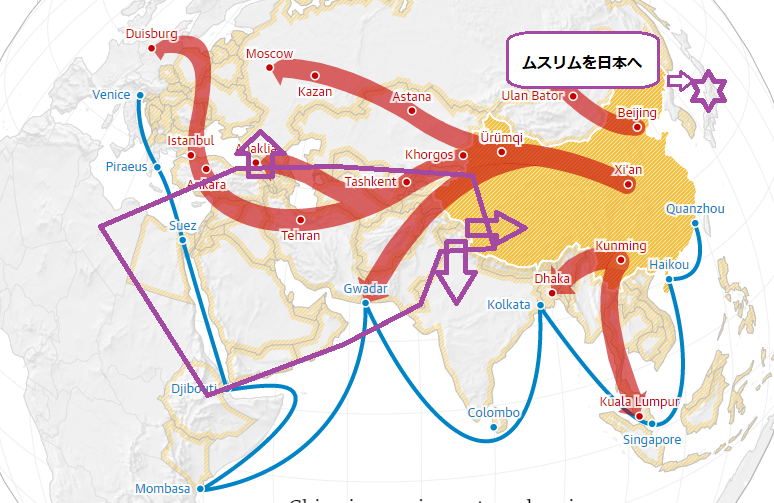 Duisburg
Moscow
ムスリムを日本へ
Kazan
Venice
Astana
Ulan Bator
Beijing
Istanbul
Anaklia
Khorgos
Ürümqi
Piraeus
Ankara
Tashkent
Xi'an
Suez
Tehran
Quanzhou
Kunming
Gwadar
Dhaka
Haikou
Kolkata
Djibouti
Colombo
Kuala Lumpur
Singapore
Mombasa